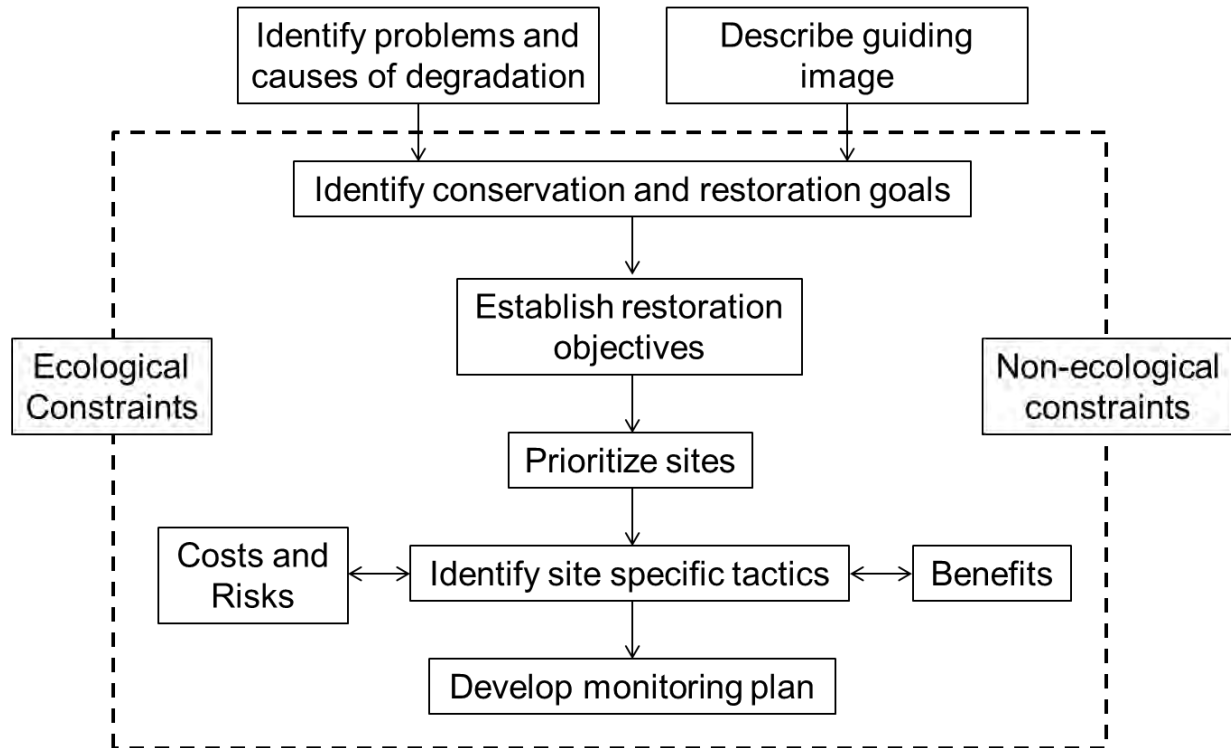 Identify problems and
causes of degradation
Describe guiding
image
Identify conservation and restoration goals
Establish restoration
objectives
Ecological
Constraints
Non-ecological
constraints
Prioritize sites
Costs and
Risks
Identify site specific tactics
Benefits
Develop monitoring plan